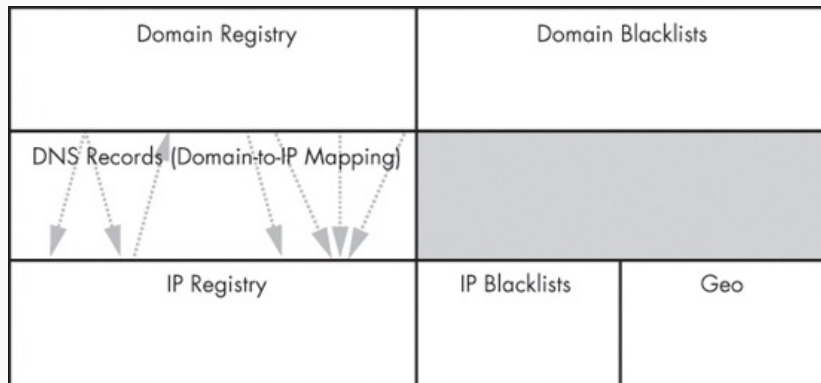 Domain Registry
Domain Blacklists
DNS Records (Domain-to-IP Mapping)
IP Registry
IP Blacklists
Geo